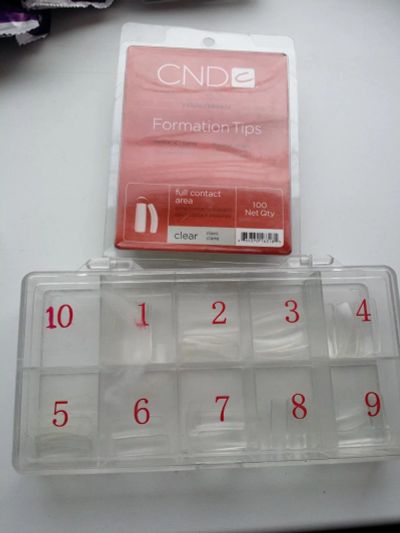 CND
Formation Tips
full contact
area
100
Net Qty
clear
10 1 2 3 4
5 6 7 8 9